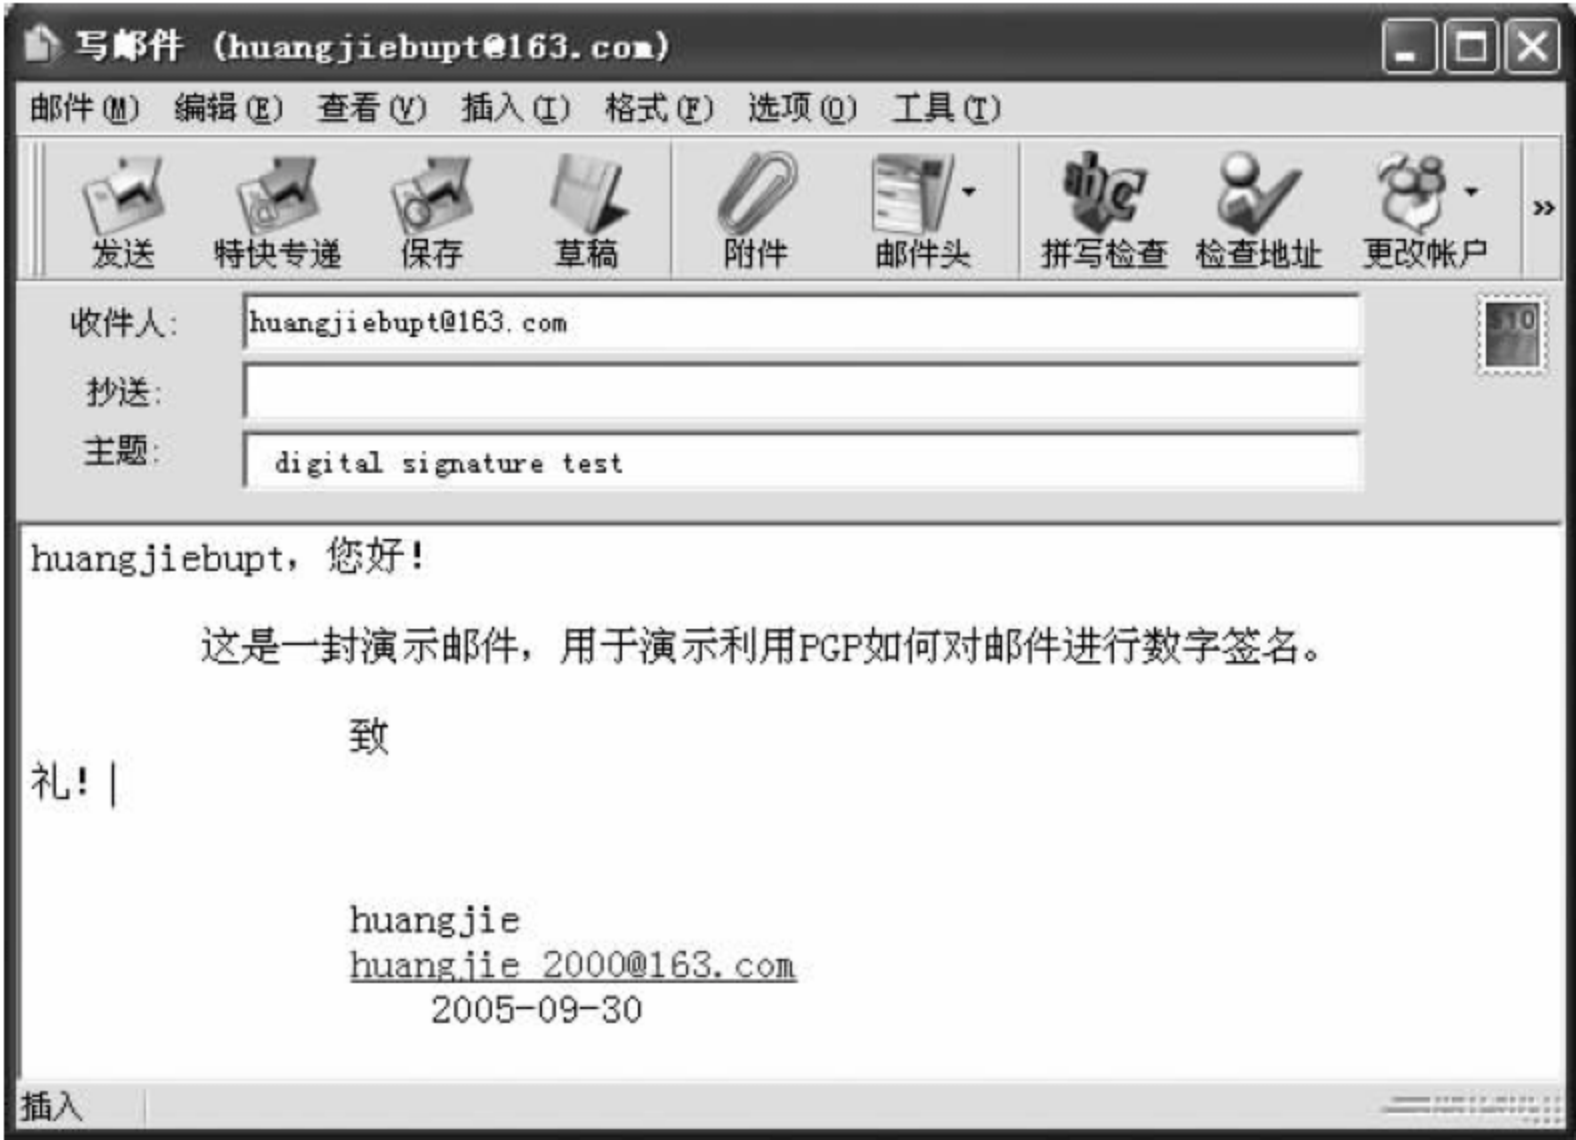 写邮件 (huangjiebupt@163.com)
邮件(M) 编辑(E) 查看(V) 插入(I) 格式(F) 选项(O) 工具(T)
发送 特快专递 保存 草稿 附件 邮件头 拼写检查 检查地址 更改帐户 »
收件人: huangjiebupt@163.com
510
抄送:
主题: digital signature test
huangjiebupt，您好！
这是一封演示邮件，用于演示利用PGP如何对邮件进行数字签名。
致
礼！
huangjie
huangjie_2000@163.com
2005-09-30
插入